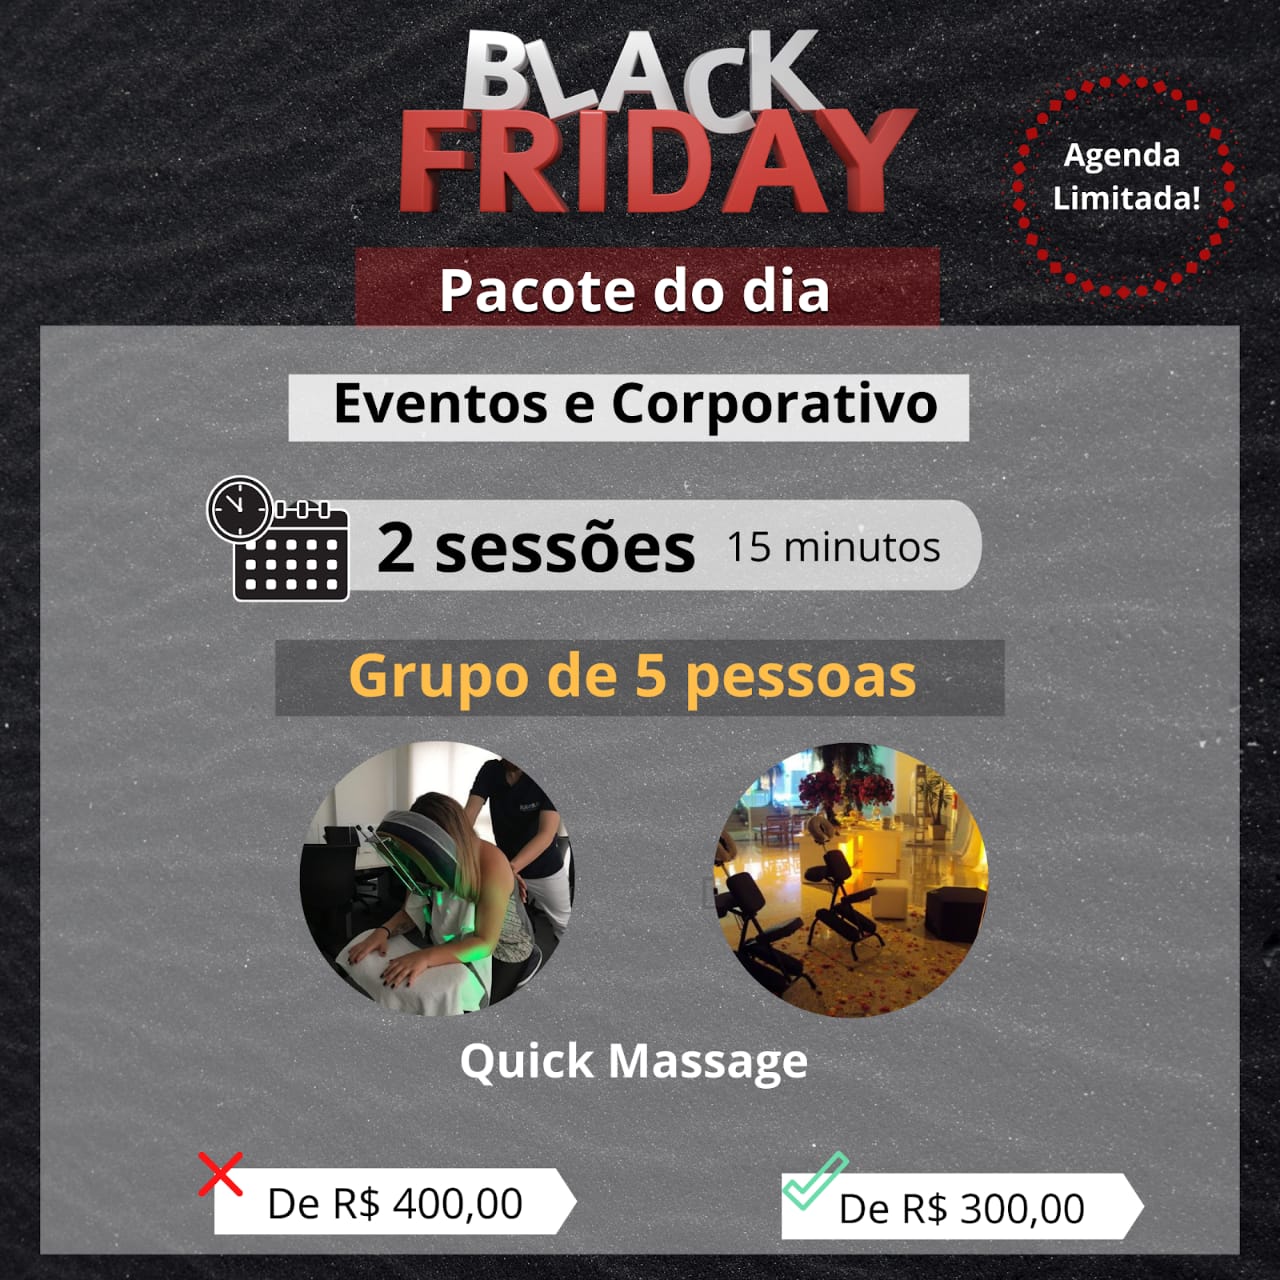 BLACK
FRIDAY
Agenda
Limitada!
Pacote do dia
Eventos e Corporativo
2 sessões 15 minutos
Grupo de 5 pessoas
Quick Massage
De R$ 400,00
De R$ 300,00